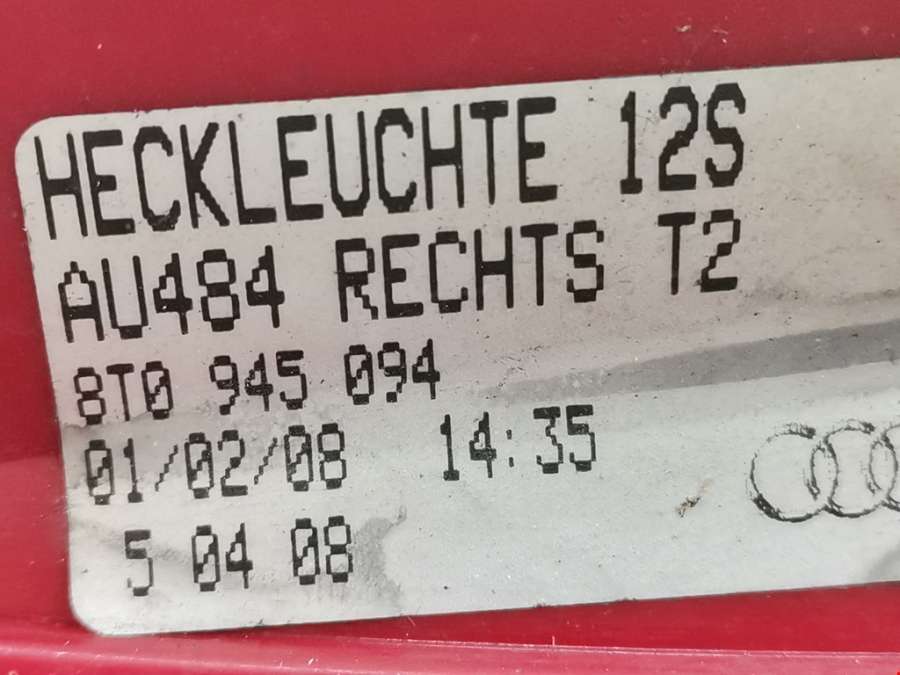 HECKLEUCHTE 12S
AU484 RECHTS T2
8T0 945 094
01/02/08 14:35
5 04 08